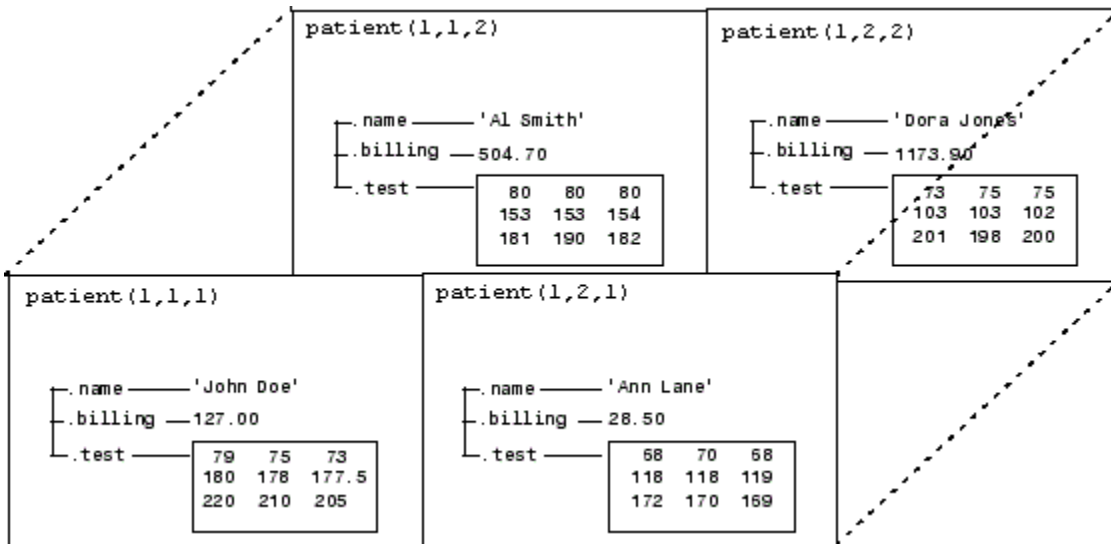 patient(1,1,2)
.name 'Al Smith'
.billing 504.70
.test
80 80 80
153 153 154
181 190 182
patient(1,2,2)
.name 'Dora Jones'
.billing 1173.90
.test
73 75 75
103 103 102
201 198 200
patient(1,1,1)
.name 'John Doe'
.billing 127.00
.test
79 75 73
180 178 177.5
220 210 205
patient(1,2,1)
.name 'Ann Lane'
.billing 28.50
.test
68 70 68
118 118 119
172 170 169